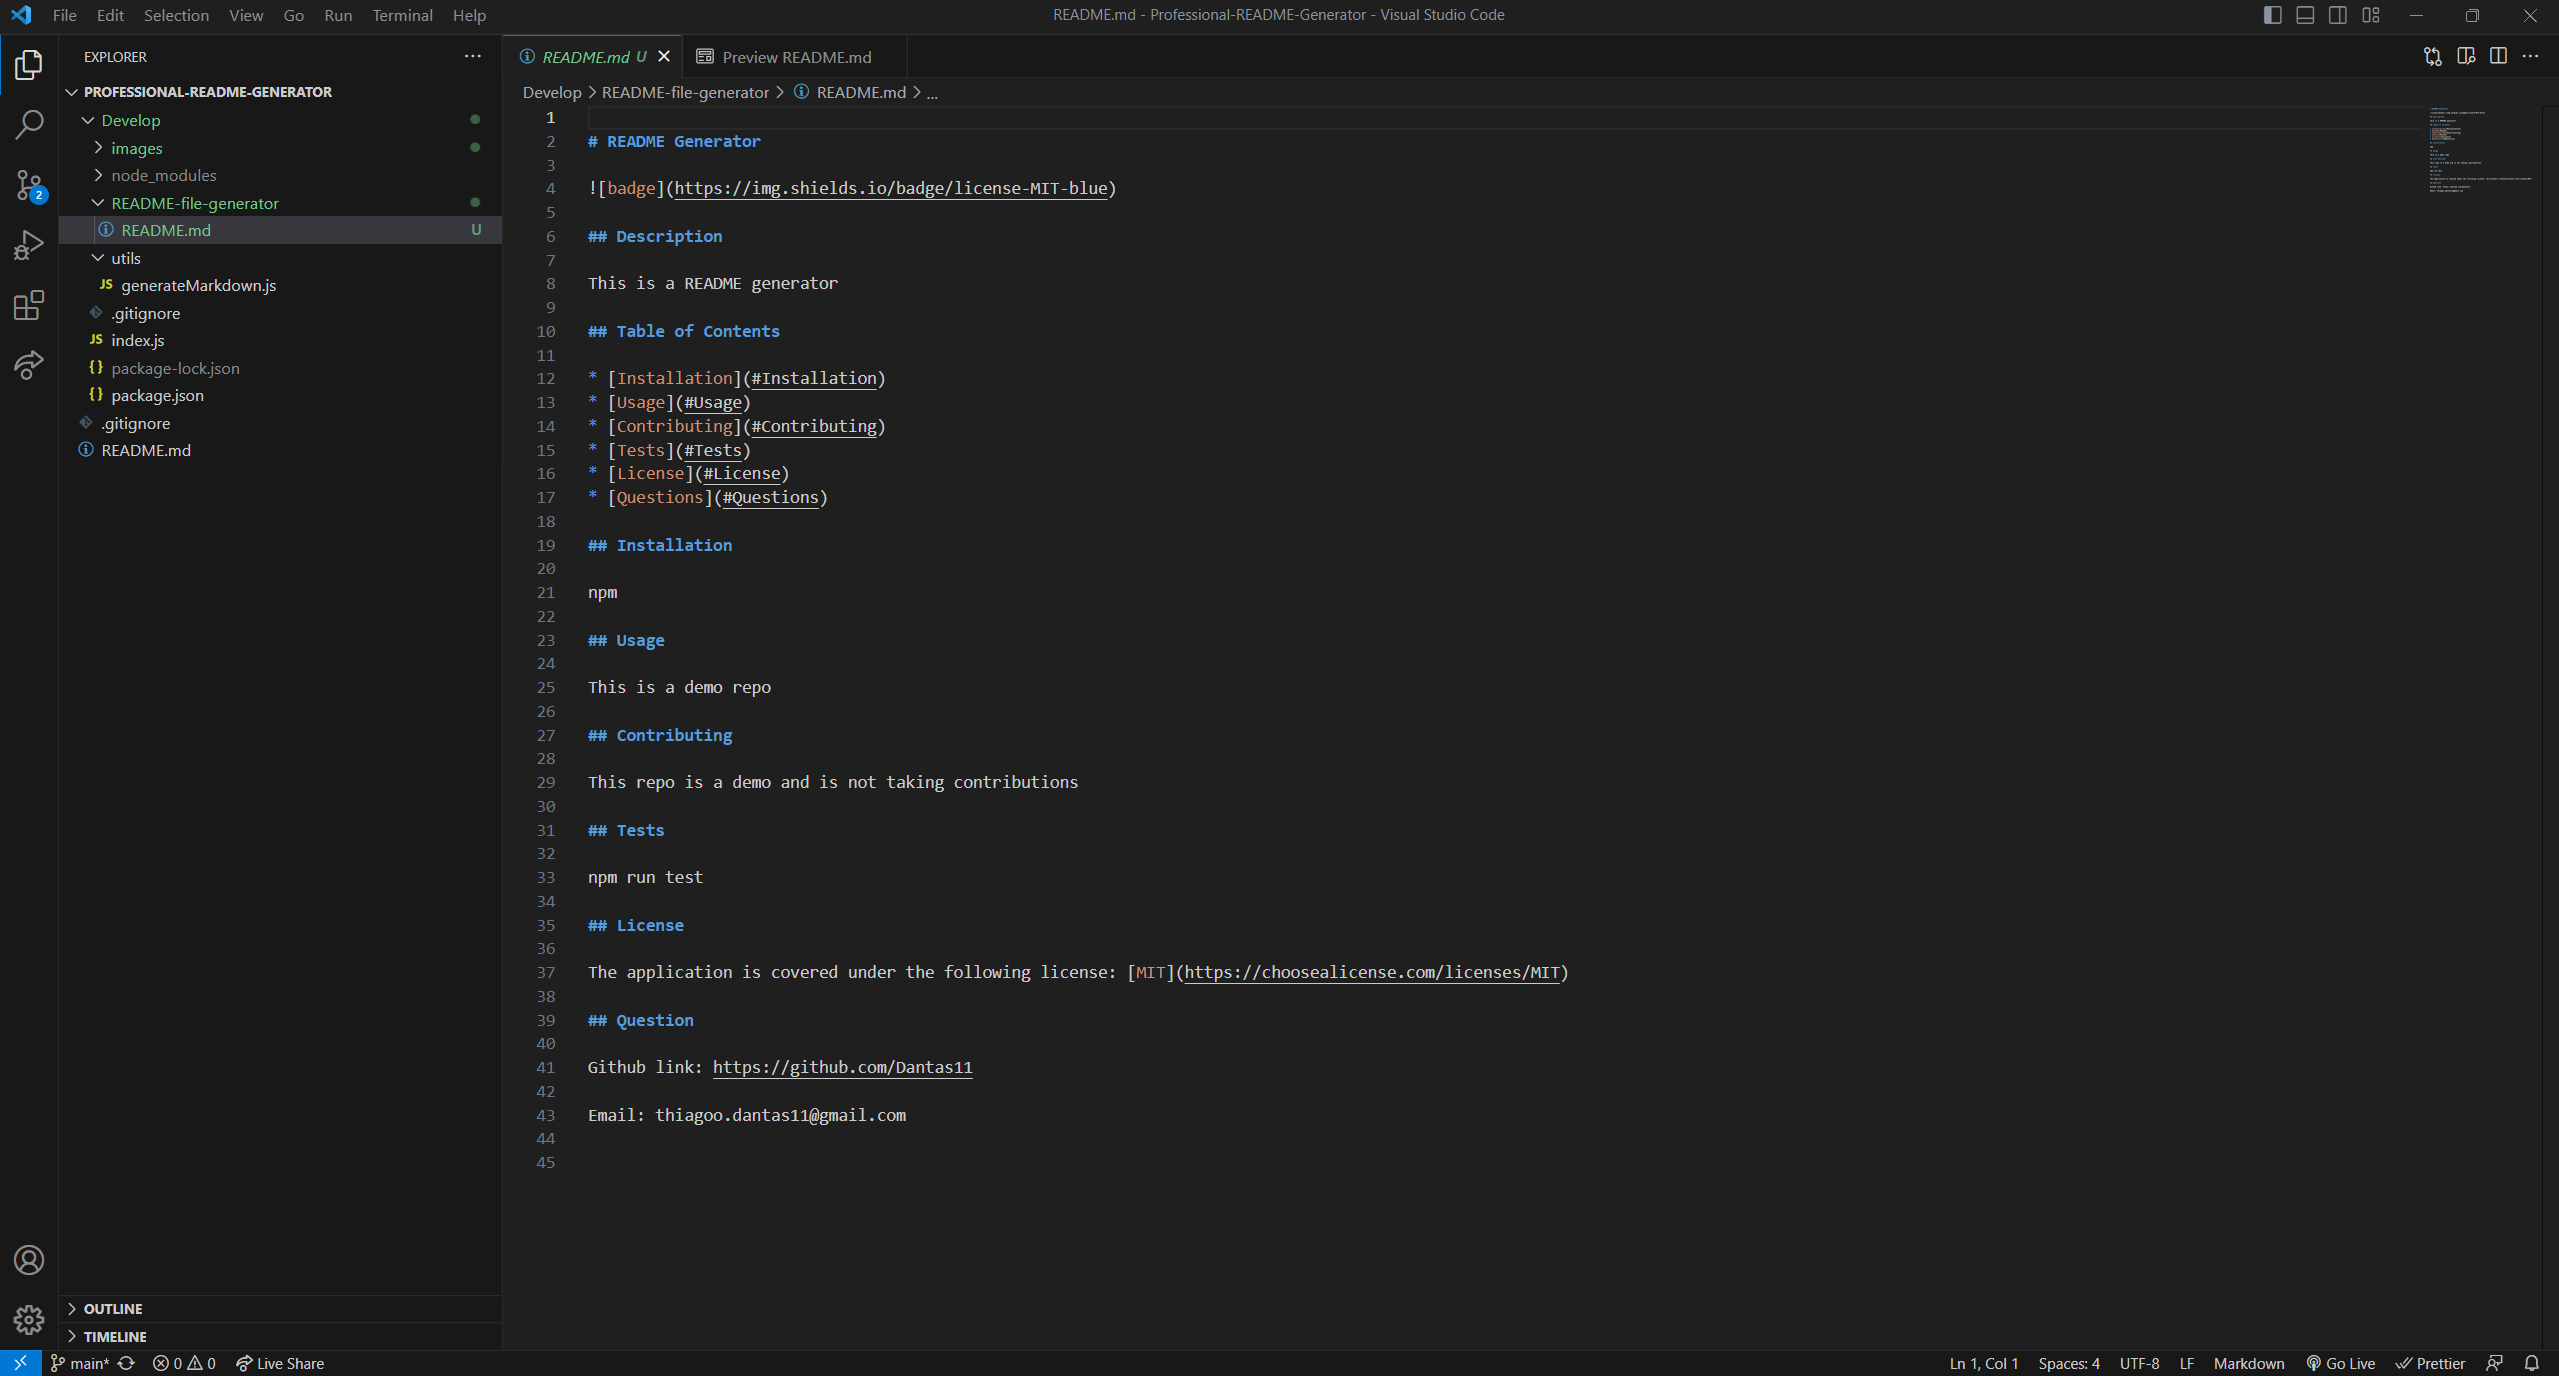 File Edit Selection View Go Run Terminal Help
README.md - Professional-README-Generator - Visual Studio Code
EXPLORER
PROFESSIONAL-README-GENERATOR
Develop
images
node_modules
README-file-generator
README.md U
utils
JS generateMarkdown.js
.gitignore
JS index.js
{} package-lock.json
{} package.json
.gitignore
README.md
OUTLINE
TIMELINE
2
README.md U
Preview README.md
Develop > README-file-generator > README.md > ...
1
2 # README Generator
3
4 ![badge](https://img.shields.io/badge/license-MIT-blue)
5
6 ## Description
7
8 This is a README generator
9
10 ## Table of Contents
11
12 * [Installation](#Installation)
13 * [Usage](#Usage)
14 * [Contributing](#Contributing)
15 * [Tests](#Tests)
16 * [License](#License)
17 * [Questions](#Questions)
18
19 ## Installation
20
21 npm
22
23 ## Usage
24
25 This is a demo repo
26
27 ## Contributing
28
29 This repo is a demo and is not taking contributions
30
31 ## Tests
32
33 npm run test
34
35 ## License
36
37 The application is covered under the following license: [MIT](https://choosealicense.com/licenses/MIT)
38
39 ## Question
40
41 Github link: https://github.com/Dantas11
42
43 Email: thiagoo.dantas11@gmail.com
44
45
main* 0 0 Live Share
Ln 1, Col 1 Spaces: 4 UTF-8 LF Markdown Go Live Prettier